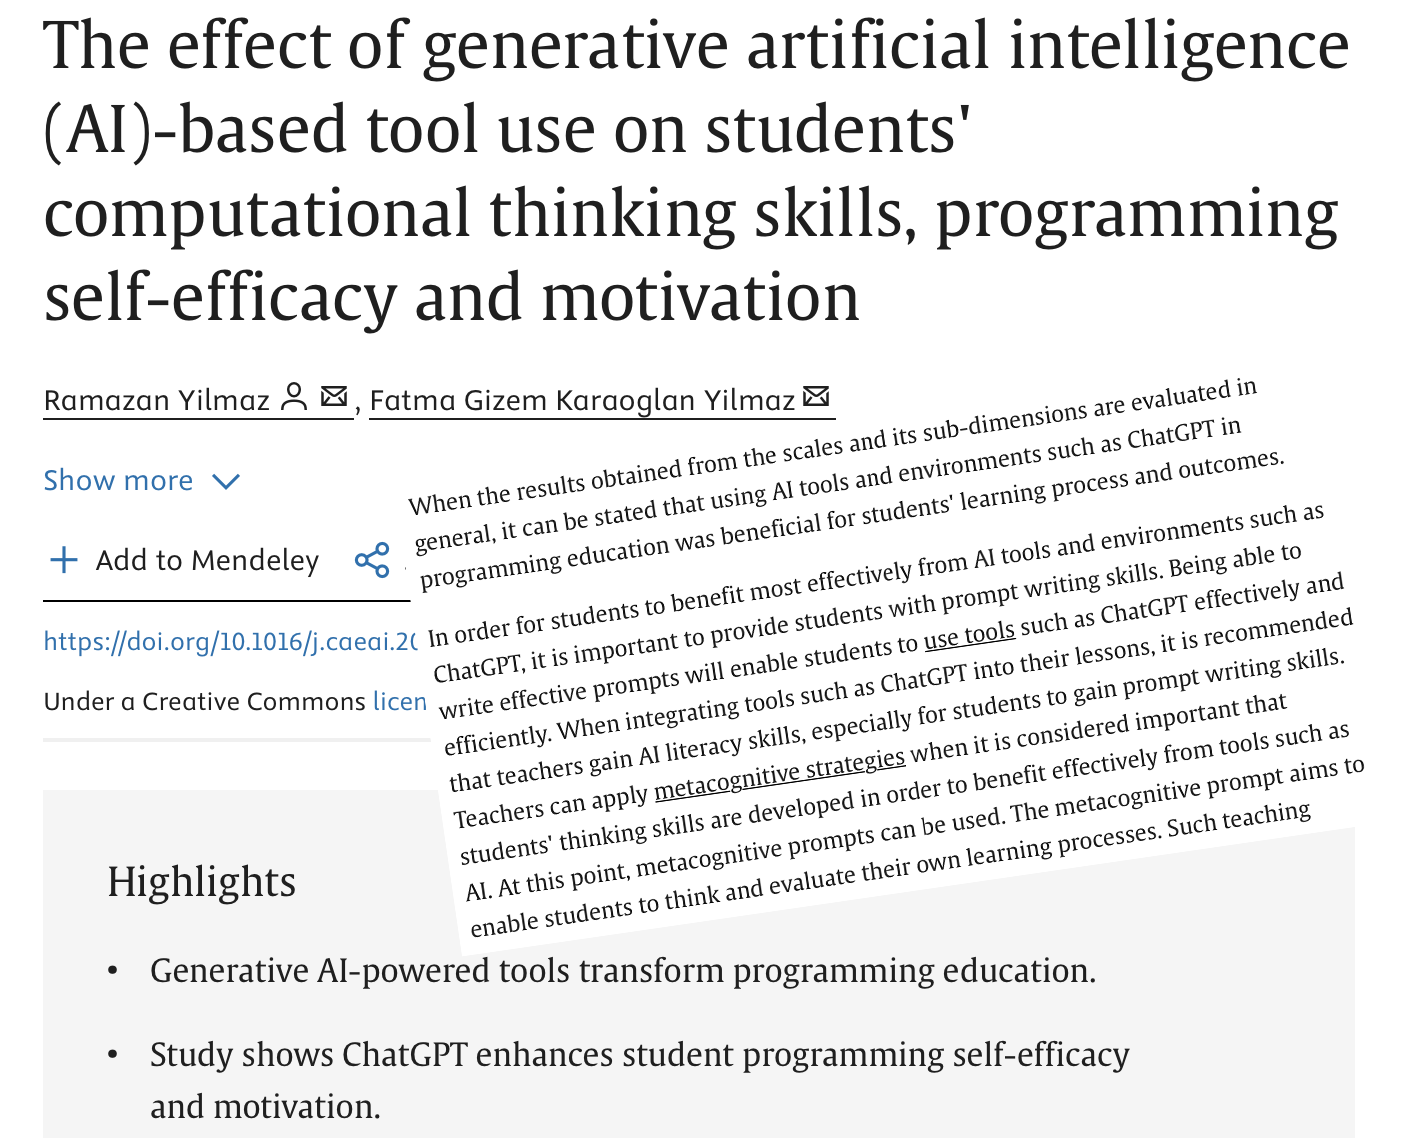 The effect of generative artificial intelligence
(AI)-based tool use on students'
computational thinking skills, programming
self-efficacy and motivation
Ramazan Yilmaz , Fatma Gizem Karaoglan Yilmaz
Show more
Add to Mendeley
https://doi.org/10.1016/j.caeai.20
Under a Creative Commons licen
When the results obtained from the scales and its sub-dimensions are evaluated in
general, it can be stated that using AI tools and environments such as ChatGPT in
programming education was beneficial for students' learning process and outcomes.
In order for students to benefit most effectively from AI tools and environments such as
ChatGPT, it is important to provide students with prompt writing skills. Being able to
write effective prompts will enable students to use tools such as ChatGPT effectively and
efficiently. When integrating tools such as ChatGPT into their lessons, it is recommended
that teachers gain AI literacy skills, especially for students to gain prompt writing skills.
Teachers can apply metacognitive strategies when it is considered important that
students' thinking skills are developed in order to benefit effectively from tools such as
AI. At this point, metacognitive prompts can be used. The metacognitive prompt aims to
enable students to think and evaluate their own learning processes. Such teaching
Highlights
• Generative AI-powered tools transform programming education.
• Study shows ChatGPT enhances student programming self-efficacy
and motivation.